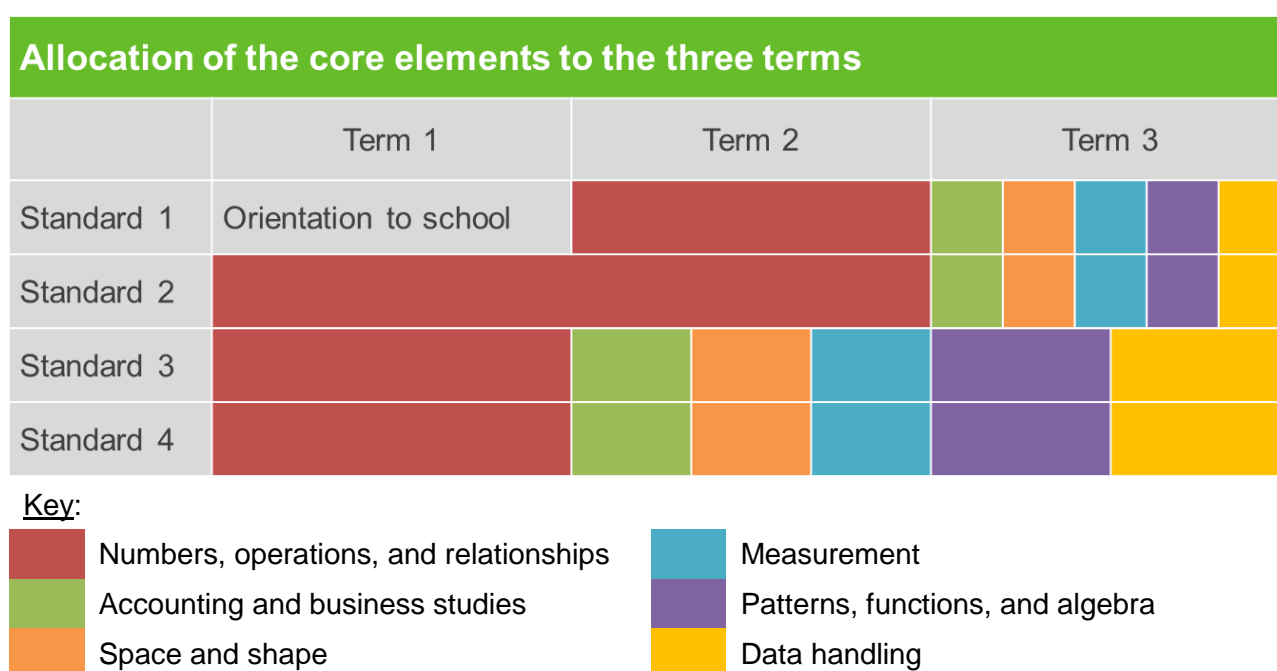 Allocation of the core elements to the three terms
Term 1 Term 2 Term 3
Standard 1 Orientation to school
Standard 2
Standard 3
Standard 4
Key:
Numbers, operations, and relationships Measurement
Accounting and business studies Patterns, functions, and algebra
Space and shape Data handling